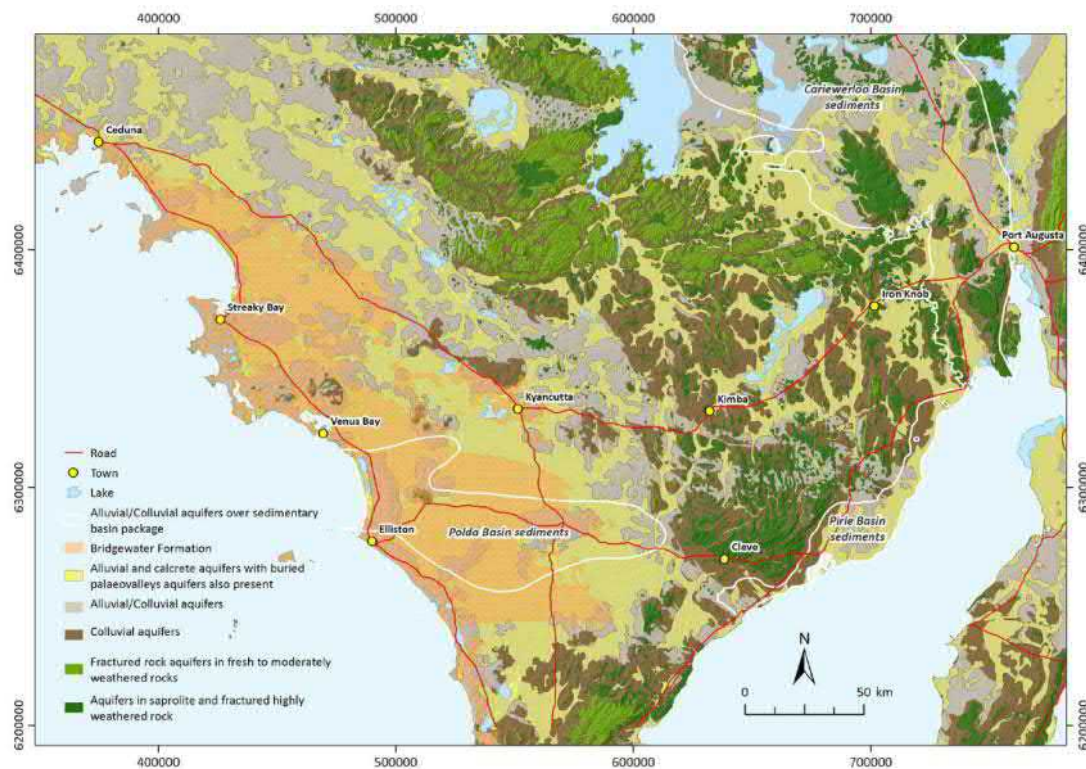 400000
500000
600000
700000
Cariewerloo Basin
sediments
Ceduna
6400000
Port Augusta
6400000
Iron Knob
Streaky Bay
Kyancutta
Kimba
Venus Bay
Road
Town
Lake
6300000
6300000
Alluvial/Colluvial aquifers over sedimentary
basin package
Elliston
Polda Basin sediments
Pirie Basin
sediments
Cleve
Bridgewater Formation
Alluvial and calcrete aquifers with buried
palaeovalleys aquifers also present
Alluvial/Colluvial aquifers
Colluvial aquifers
Fractured rock aquifers in fresh to moderately
weathered rocks
Aquifers in saprolite and fractured highly
weathered rock
N
0
50 km
6200000
6200000
400000
500000
600000
700000